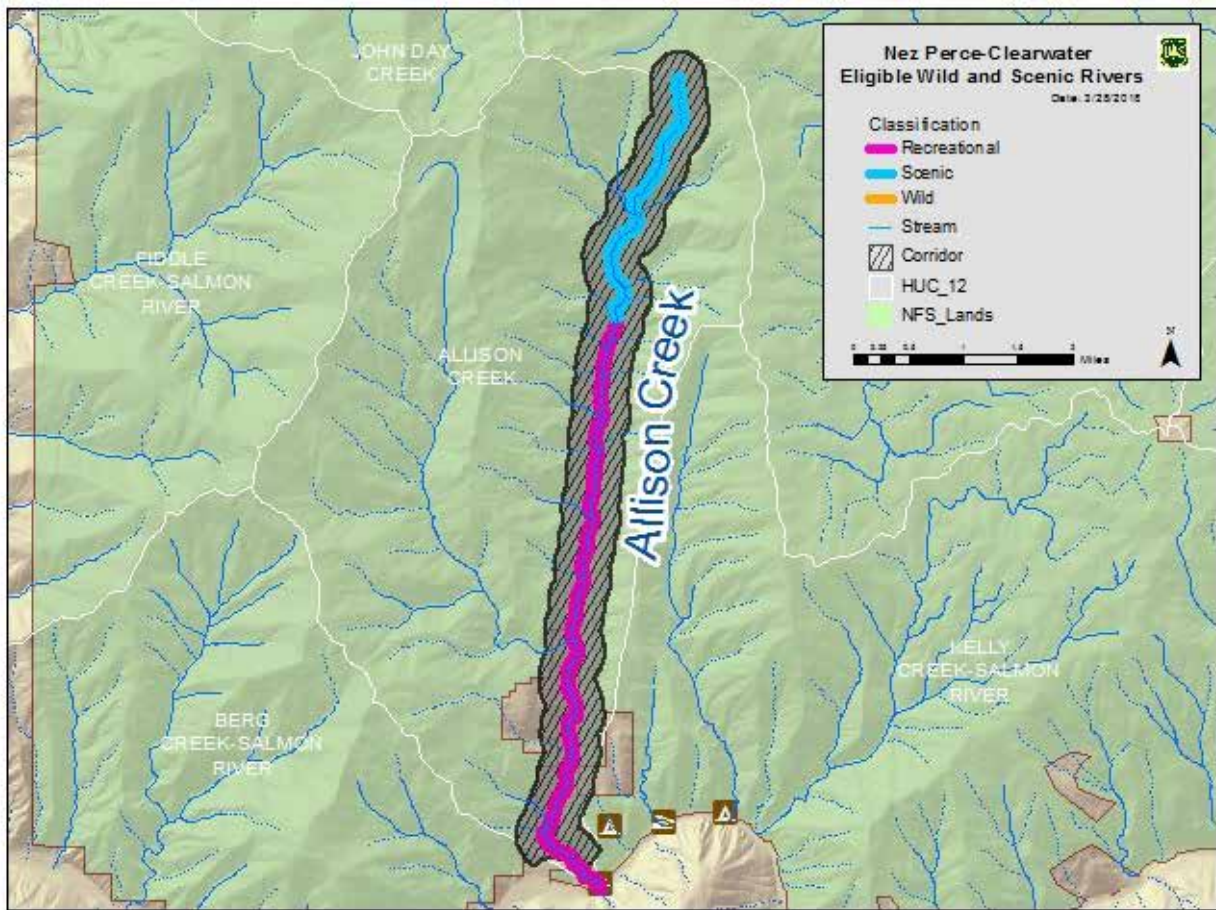 JOHN DAY
CREEK
FIDDLE
CREEK-SALMON
RIVER
ALLISON
CREEK
Allison Creek
KELLY
CREEK-SALMON
RIVER
BERG
CREEK-SALMON
RIVER
Nez Perce-Clearwater
Eligible Wild and Scenic Rivers
Classification
Recreational
Scenic
Wild
Stream
Corridor
HUC_12
NFS_Lands
Miles